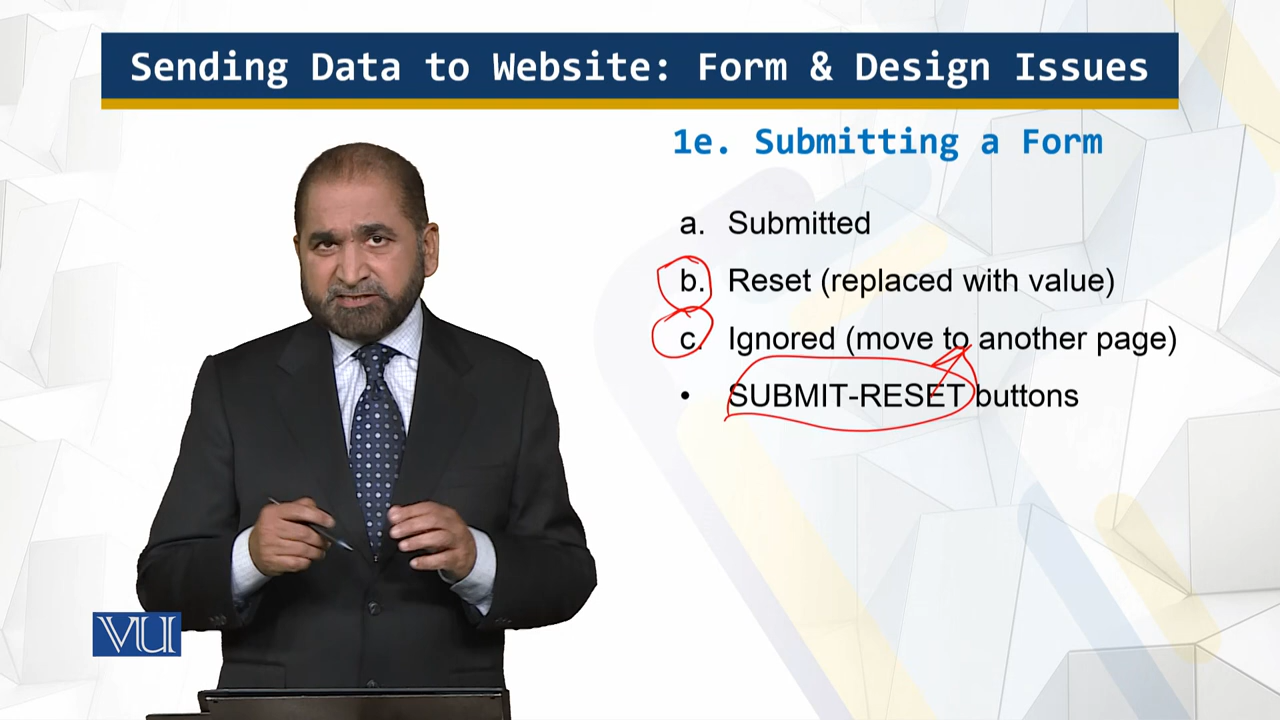 Sending Data to Website: Form & Design Issues
1e. Submitting a Form
a. Submitted
b. Reset (replaced with value)
c. Ignored (move to another page)
• SUBMIT-RESET buttons
VU